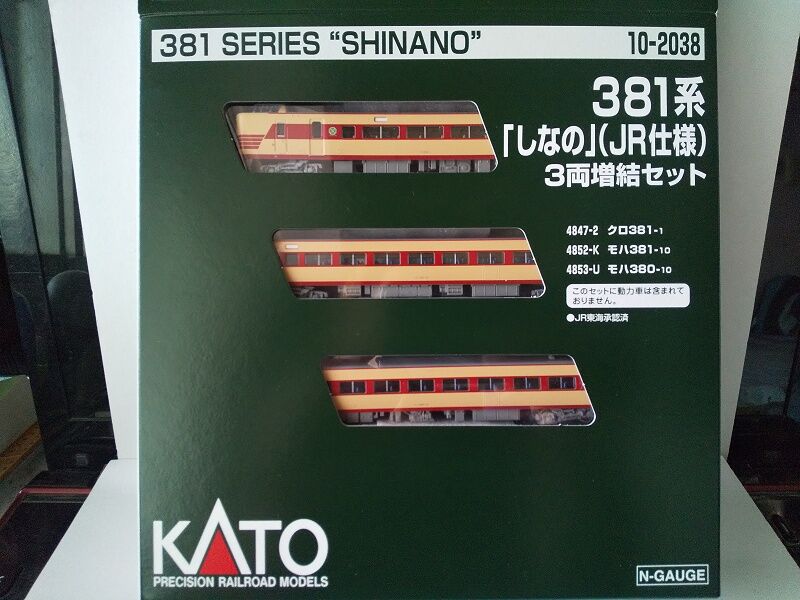 381 SERIES “SHINANO” 10-2038
381系
「しなの」(JR仕様)
3両増結セット
4847-2 クロ381-1
4852-K モハ381-10
4853-U モハ380-10
このセットに動力車は含まれて
おりません。
●JR東海承認済
KATO
PRECISION RAILROAD MODELS
N-GAUGE